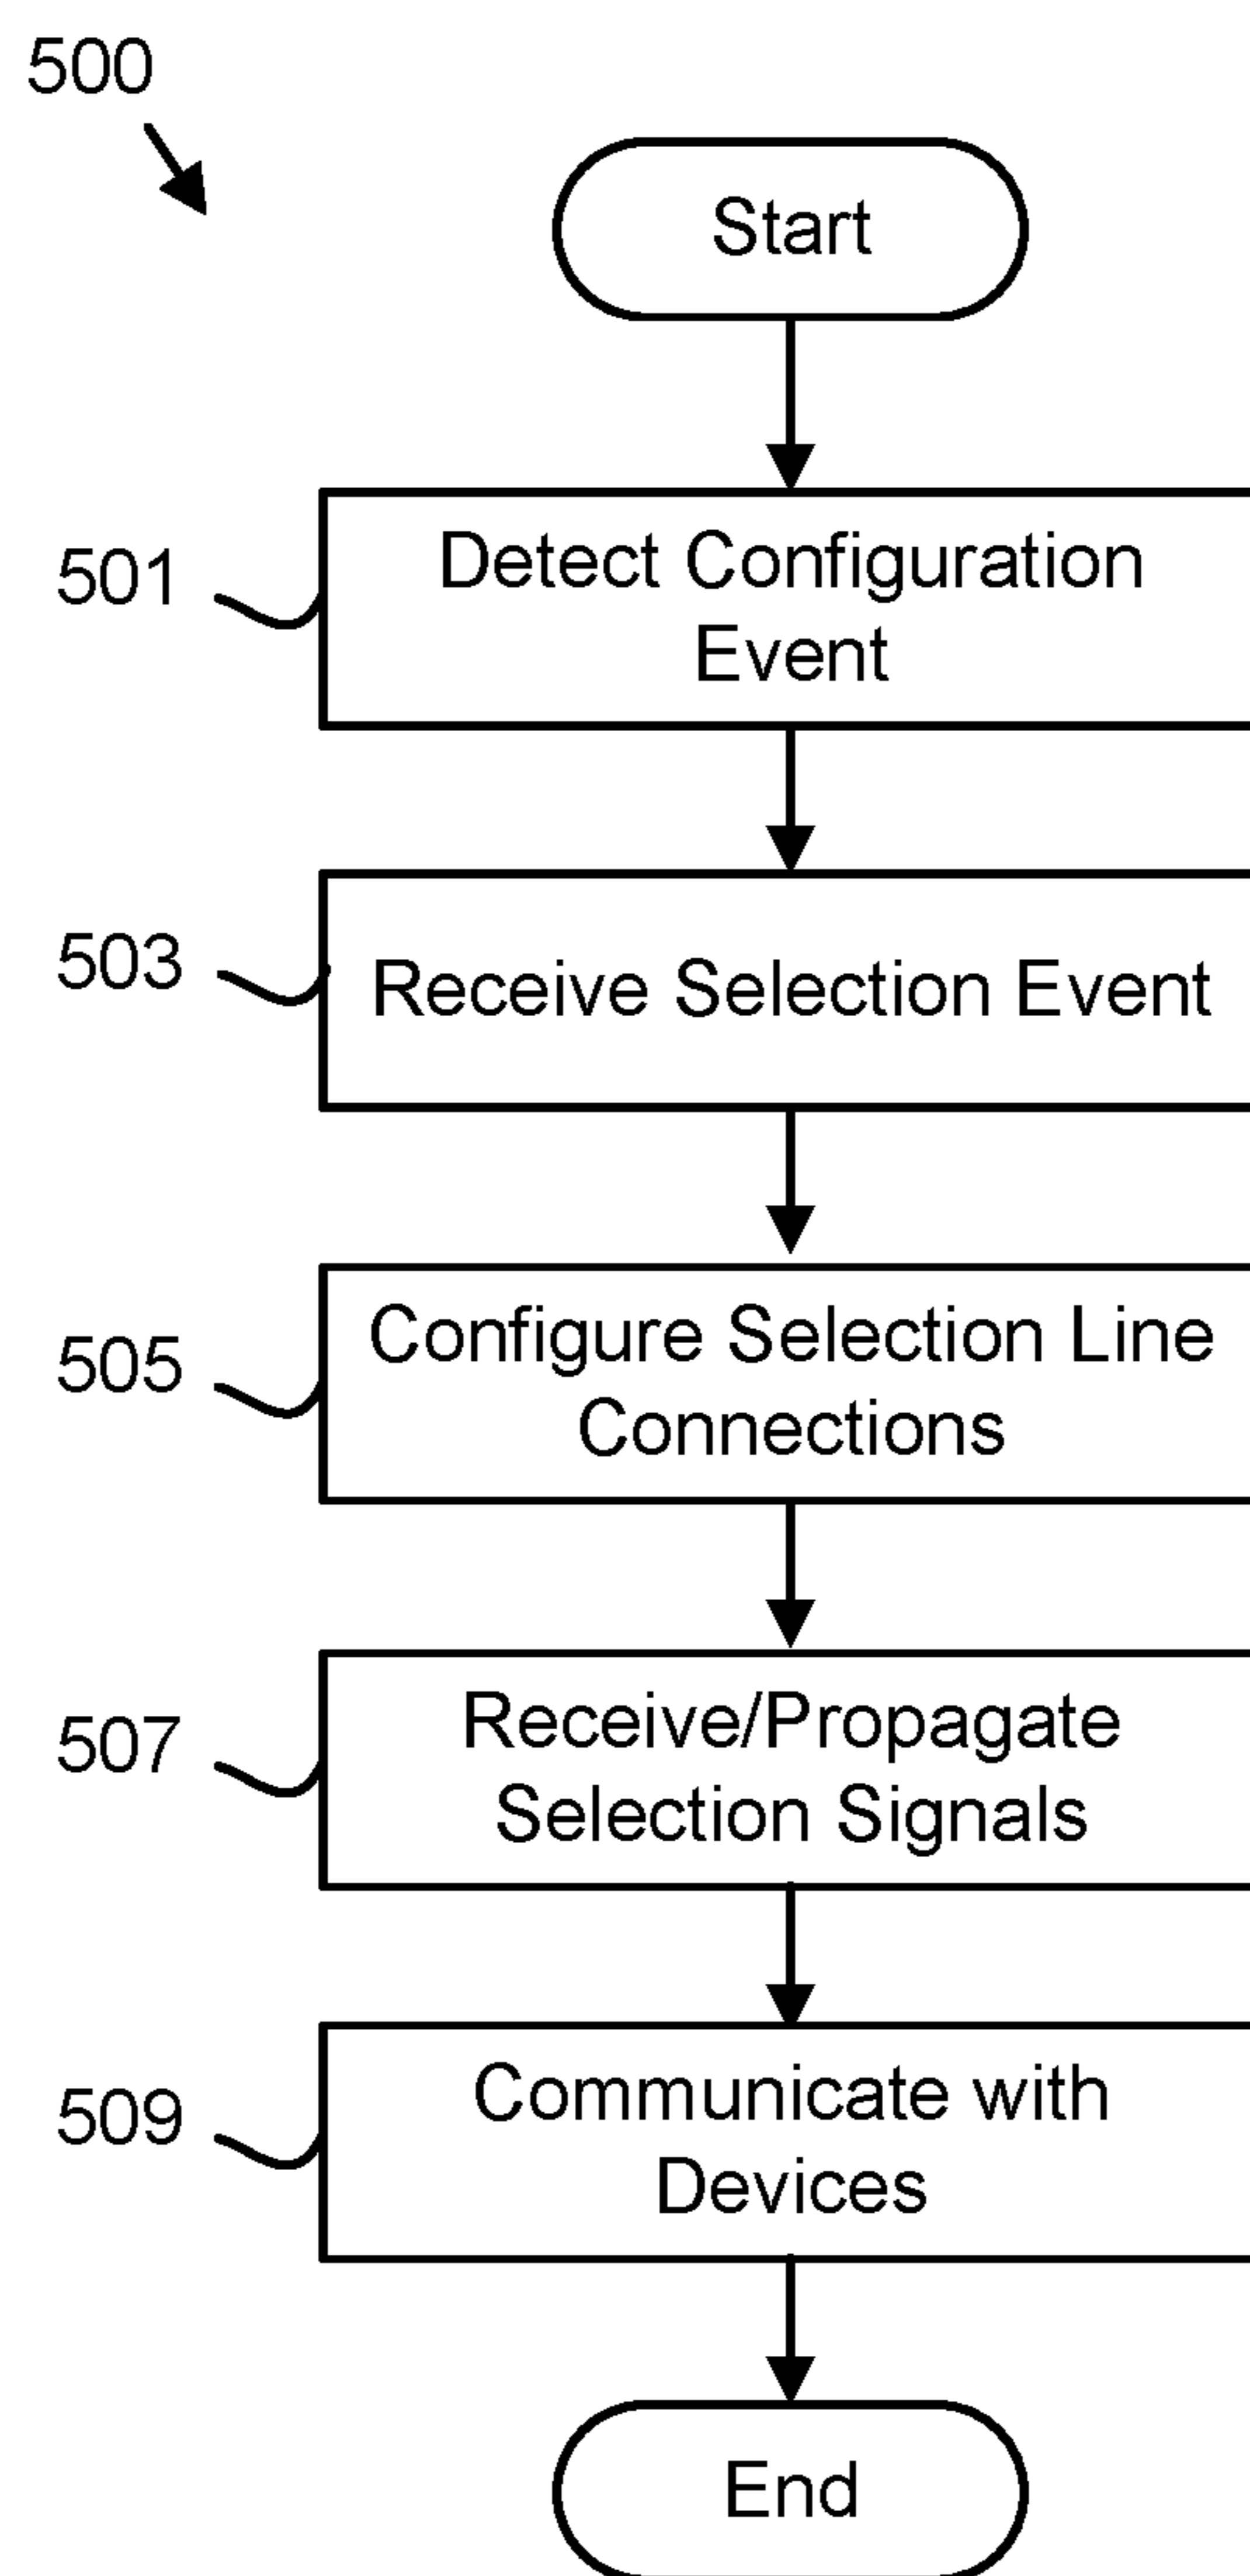 500
Start
501
Detect Configuration
Event
503
Receive Selection Event
505
Configure Selection Line
Connections
507
Receive/Propagate
Selection Signals
509
Communicate with
Devices
End